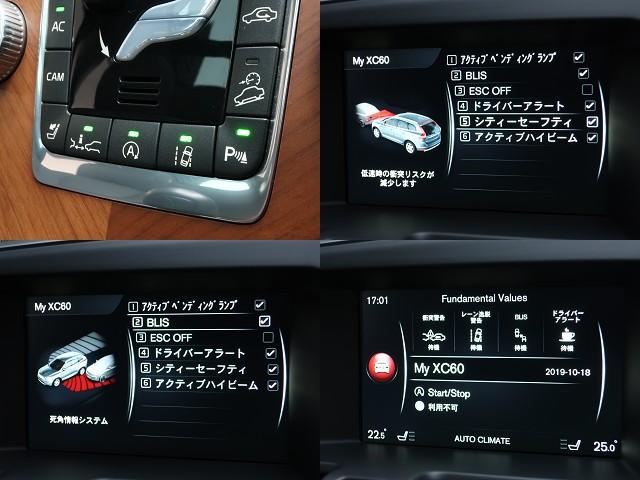 AC
CAM
A
P
My XC60
1 アクティブベンディングランプ
2 BLIS
3 ESC OFF
4 ドライバーアラート
5 シティーセーフティ
6 アクティブハイビーム
低速時の衝突リスクが
減少します
My XC60
1 アクティブベンディングランプ
2 BLIS
3 ESC OFF
4 ドライバーアラート
5 シティーセーフティ
6 アクティブハイビーム
死角情報システム
17:01 Fundamental Values
衝突警告 レーン逸脱警告 BLIS ドライバーアラート
待機 待機 待機 待機
My XC60
2019-10-18
A Start/Stop
利用不可
22.5° AUTO CLIMATE 25.0°